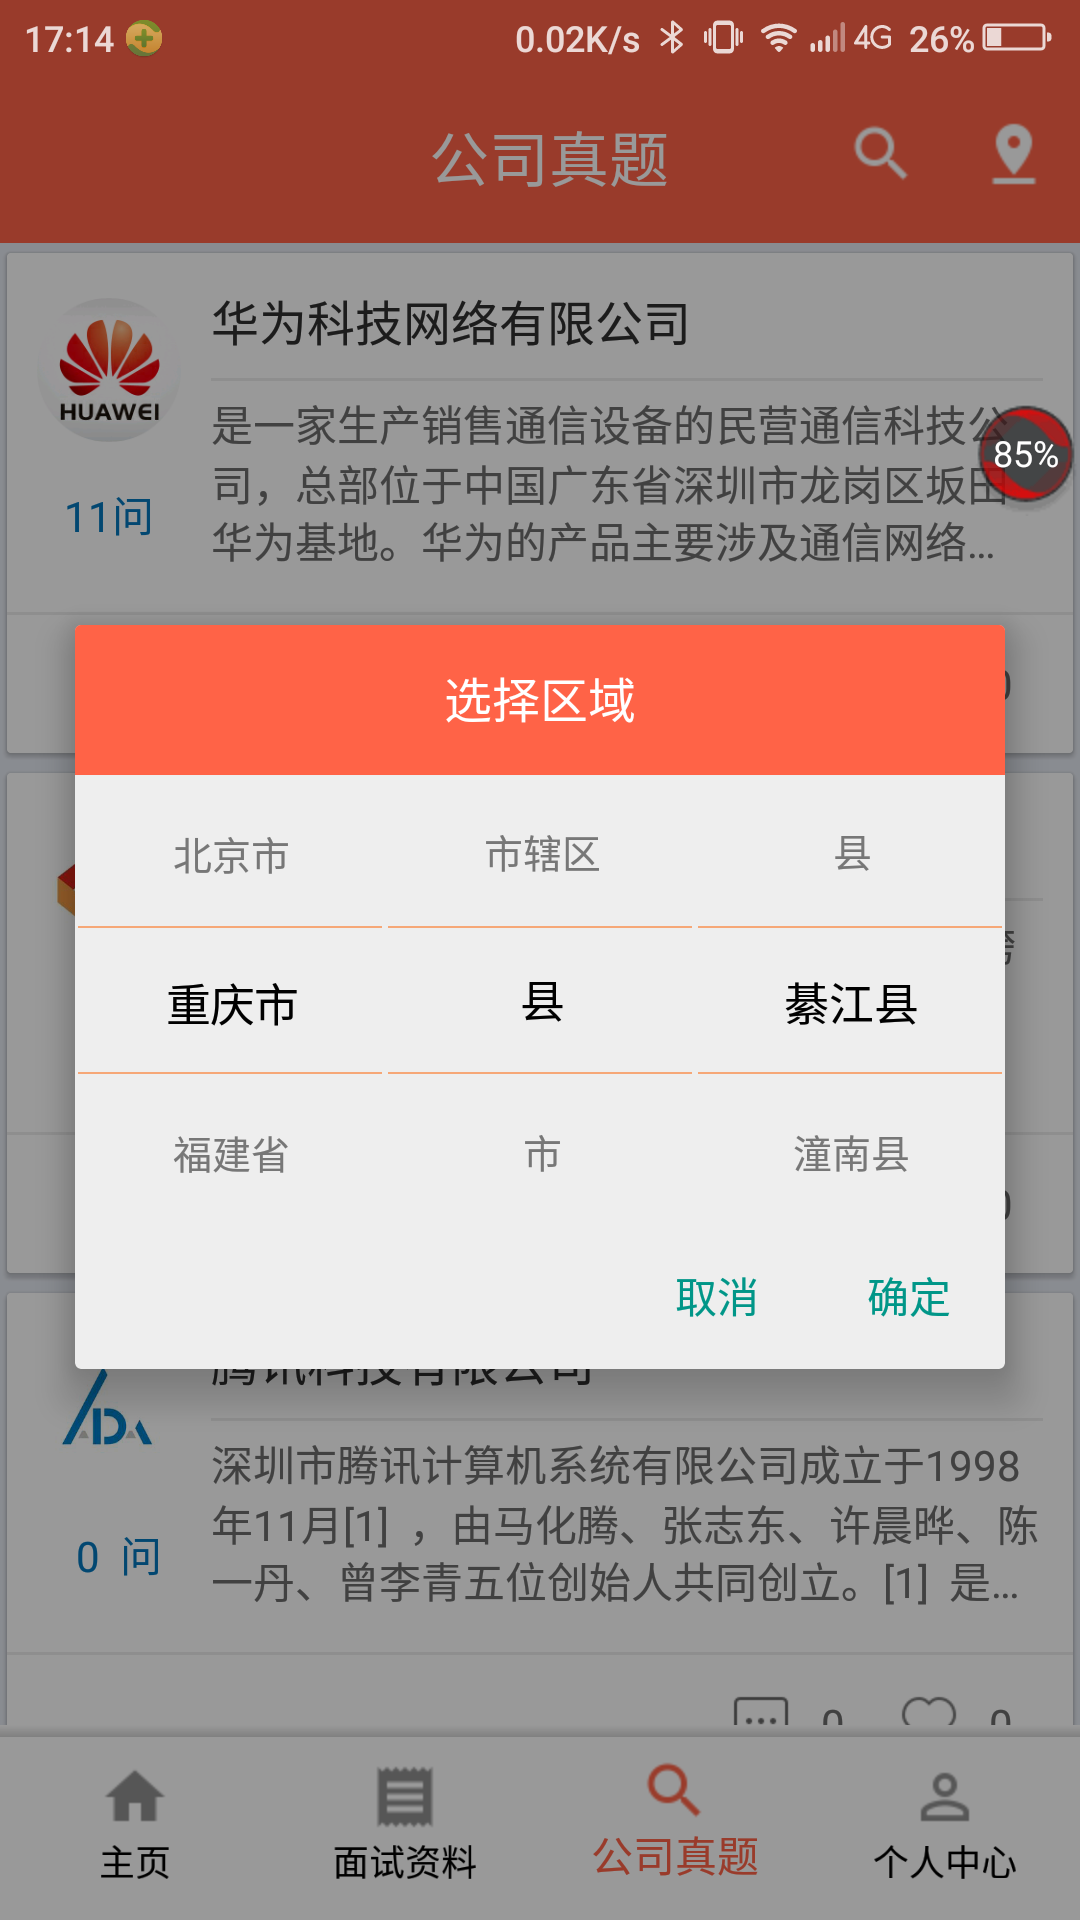 17:14 0.02K/s 4G 26%
公司真题
华为科技网络有限公司
HUAWEI
是一家生产销售通信设备的民营通信科技公
85%
司，总部位于中国广东省深圳市龙岗区坂田
11问
华为基地。华为的产品主要涉及通信网络...
选择区域
北京市 市辖区 县
重庆市 县 綦江县
福建省 市 潼南县
取消 确定
腾讯科技有限公司
ADA
深圳市腾讯计算机系统有限公司成立于1998
年11月[1] ，由马化腾、张志东、许晨晔、陈
0 问
一丹、曾李青五位创始人共同创立。[1] 是...
0 0
主页 面试资料 公司真题 个人中心